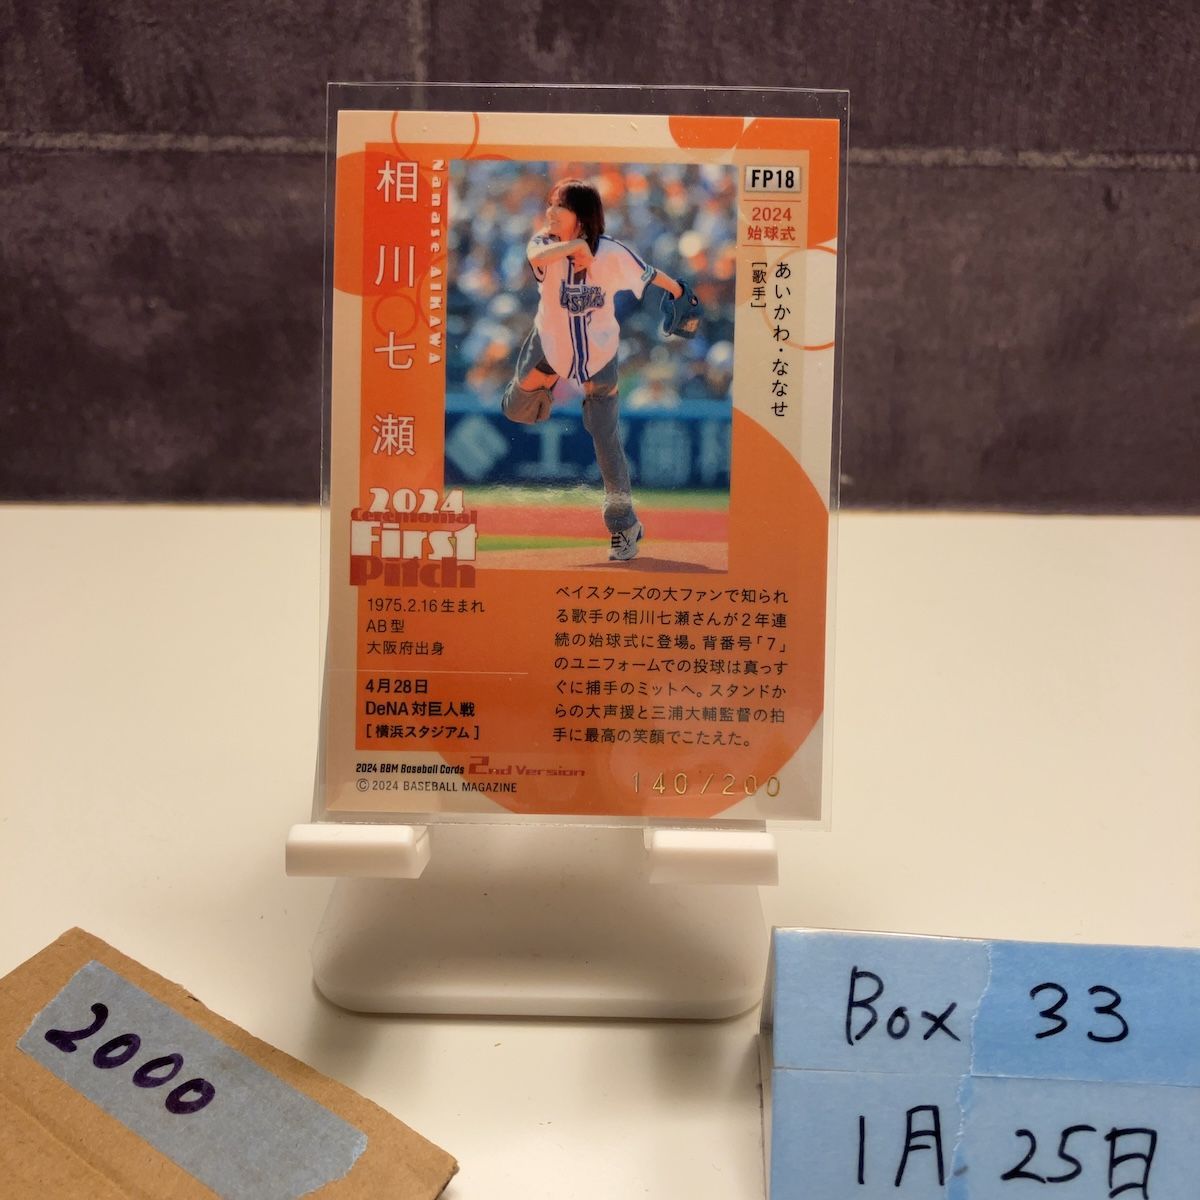 相川七瀬
Nanase AIKAWA
FP18
2024
始球式
あいかわ・ななせ
[歌手]
2024
Ceremonial
First
Pitch
1975.2.16生まれ
AB型
大阪府出身
4月28日
DeNA対巨人戦
[横浜スタジアム]
ベイスターズの大ファンで知られ
る歌手の相川七瀬さんが2年連
続の始球式に登場。背番号「7」
のユニフォームでの投球は真っす
ぐに捕手のミットへ。スタンドか
らの大声援と三浦大輔監督の拍
手に最高の笑顔でこたえた。
2024 BBM Baseball Cards 2nd Version
© 2024 BASEBALL MAGAZINE
140/200
2000
Box 33
1月25日